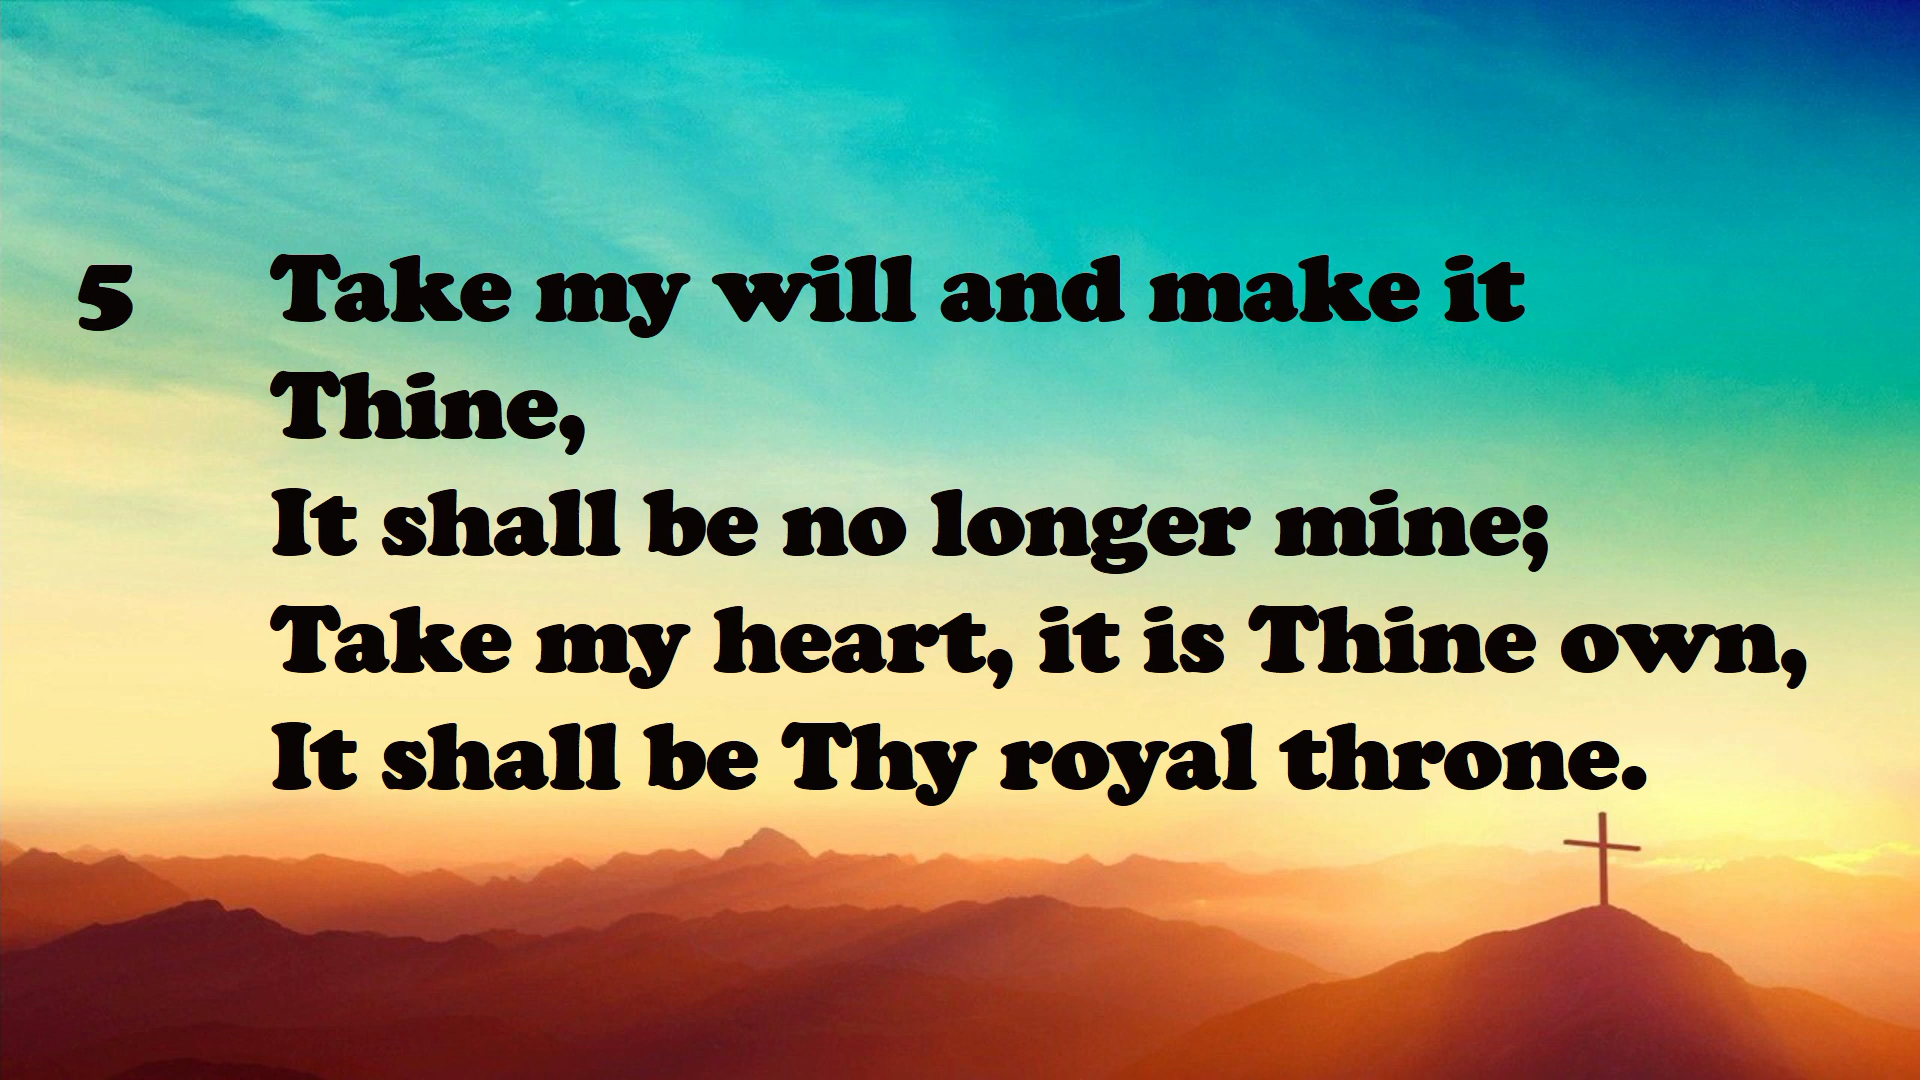 5 Take my will and make it
Thine,
It shall be no longer mine;
Take my heart, it is Thine own,
It shall be Thy royal throne.